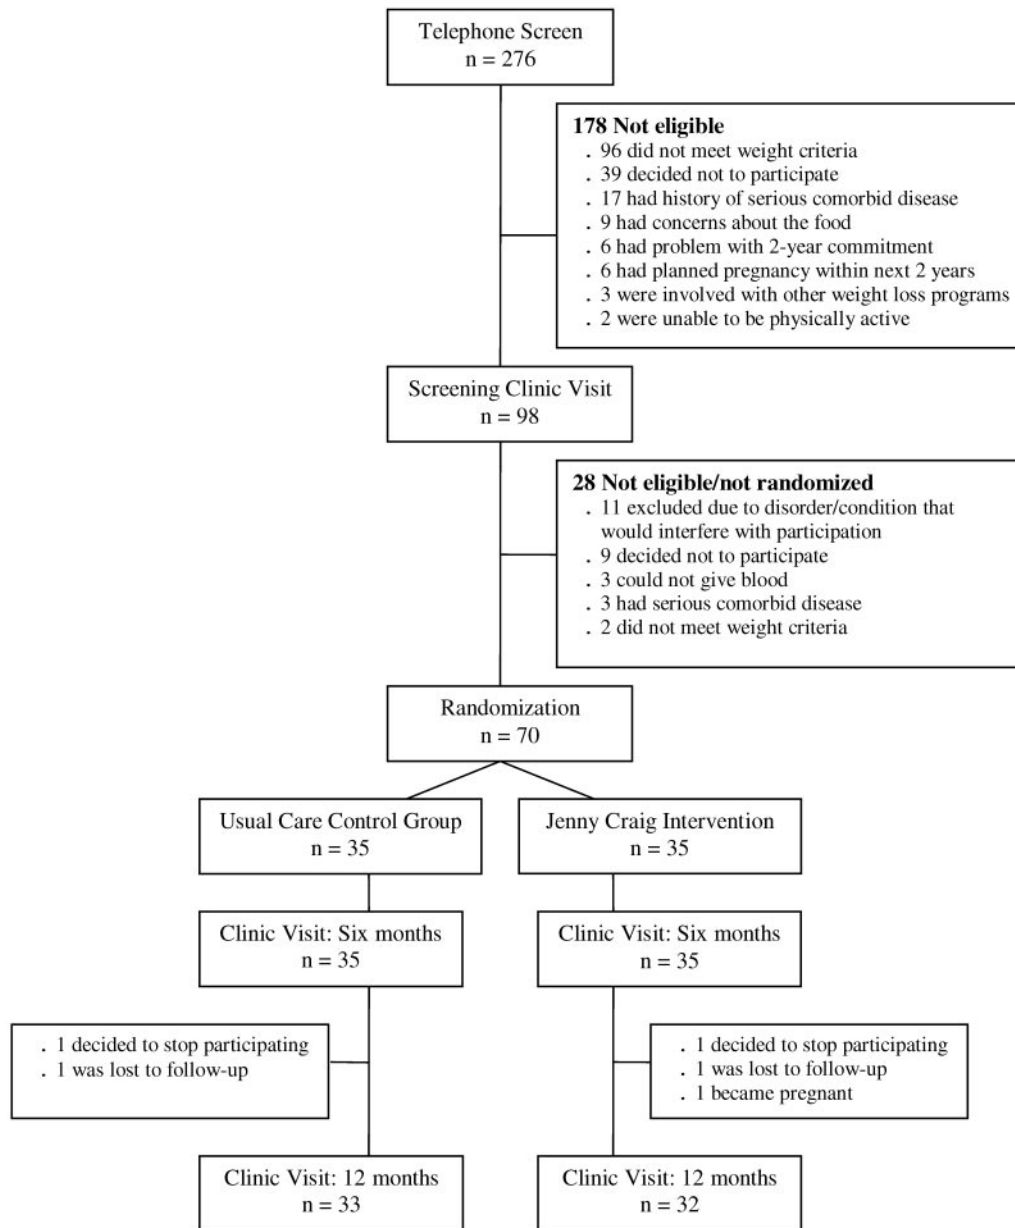 Telephone Screen
n = 276
178 Not eligible
. 96 did not meet weight criteria
. 39 decided not to participate
. 17 had history of serious comorbid disease
. 9 had concerns about the food
. 6 had problem with 2-year commitment
. 6 had planned pregnancy within next 2 years
. 3 were involved with other weight loss programs
. 2 were unable to be physically active
Screening Clinic Visit
n = 98
28 Not eligible/not randomized
. 11 excluded due to disorder/condition that
would interfere with participation
. 9 decided not to participate
. 3 could not give blood
. 3 had serious comorbid disease
. 2 did not meet weight criteria
Randomization
n = 70
Usual Care Control Group
n = 35
Jenny Craig Intervention
n = 35
Clinic Visit: Six months
n = 35
Clinic Visit: Six months
n = 35
. 1 decided to stop participating
. 1 was lost to follow-up
. 1 decided to stop participating
. 1 was lost to follow-up
. 1 became pregnant
Clinic Visit: 12 months
n = 33
Clinic Visit: 12 months
n = 32